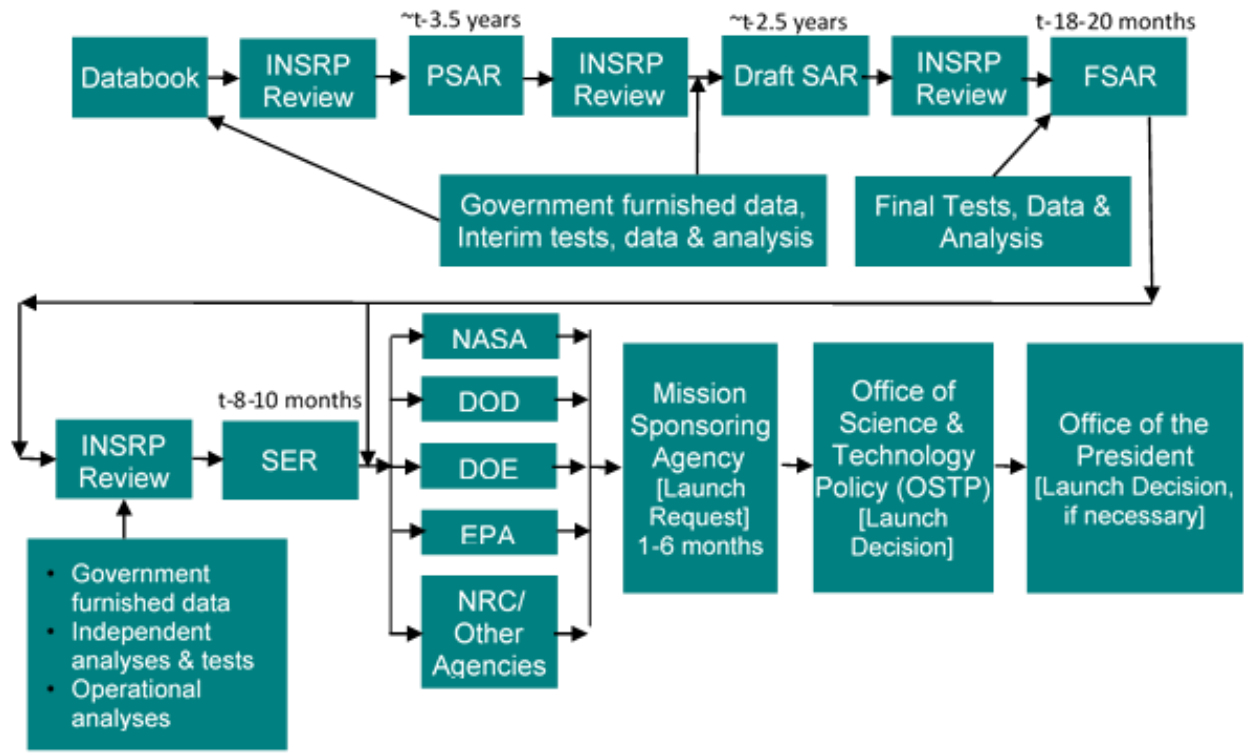 ~t-3.5 years
~t-2.5 years
t-18-20 months
Databook
INSRP
Review
PSAR
INSRP
Review
Draft SAR
INSRP
Review
FSAR
Government furnished data,
Interim tests, data & analysis
Final Tests, Data &
Analysis
t-8-10 months
INSRP
Review
SER
NASA
DOD
DOE
EPA
NRC/
Other
Agencies
Mission
Sponsoring
Agency
[Launch
Request]
1-6 months
Office of
Science &
Technology
Policy (OSTP)
[Launch
Decision]
Office of the
President
[Launch Decision,
if necessary]
• Government
furnished data
• Independent
analyses & tests
• Operational
analyses